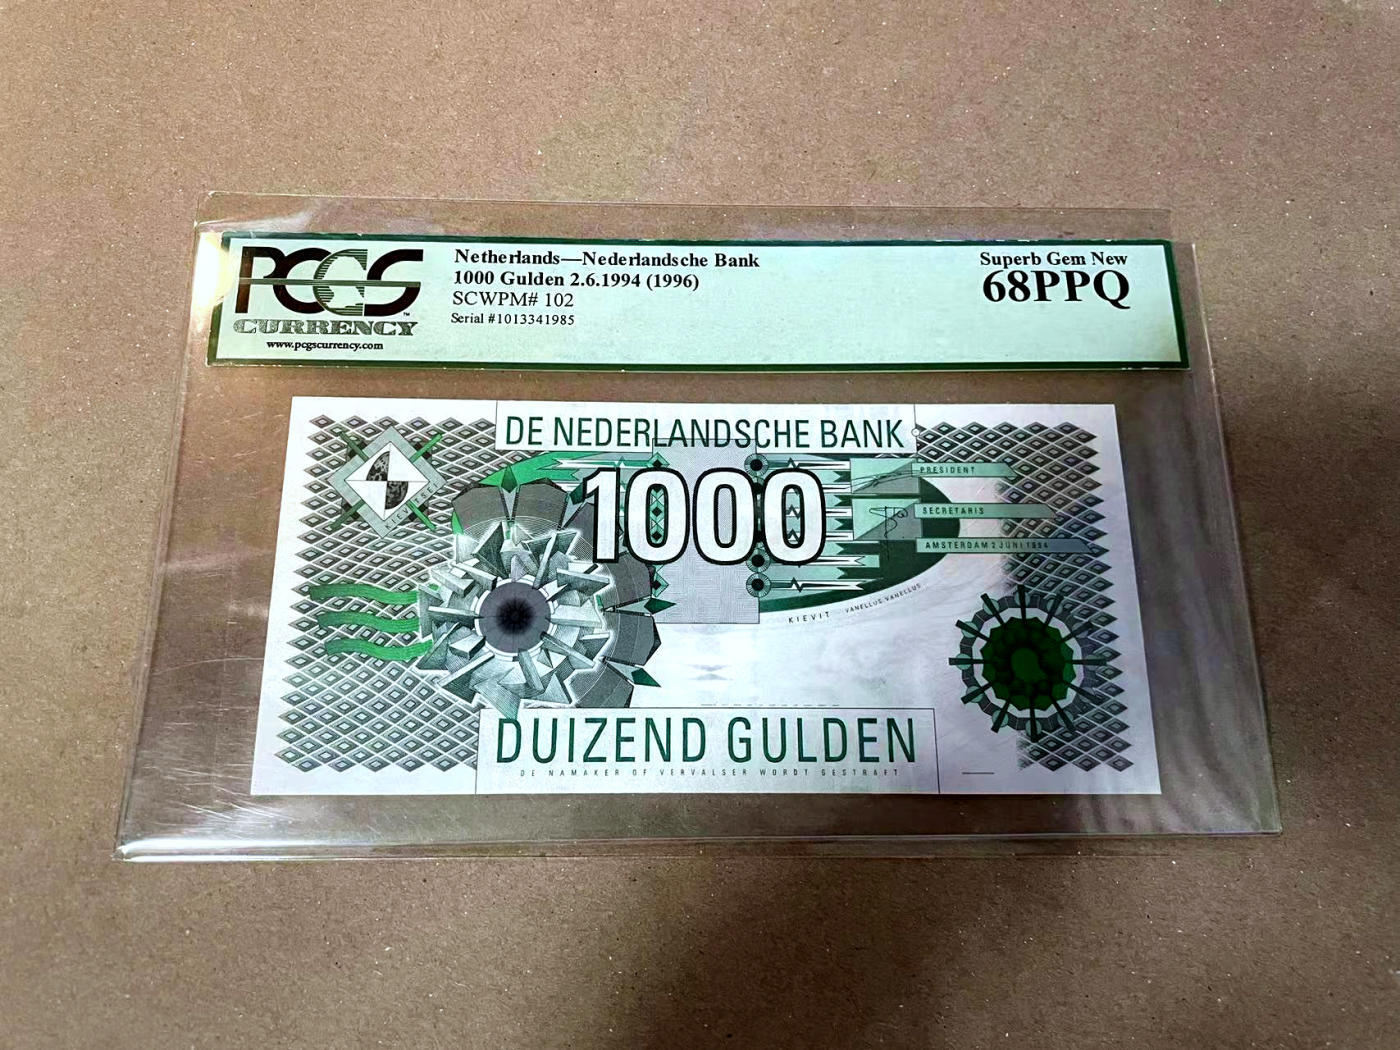 PCGS™
CURRENCY
www.pcgscurrency.com
Netherlands—Nederlandsche Bank
1000 Gulden 2.6.1994 (1996)
SCWPM# 102
Serial #1013341985
Superb Gem New
68PPQ
DE NEDERLANDSCHE BANK
1000
PRESIDENT
SECRETARIS
AMSTERDAM 2 JUNI 1994
KIEVIT VANELLUS VANELLUS
DUIZEND GULDEN
DE NAMAKER OF VERVALSER WORDT GESTRAFT